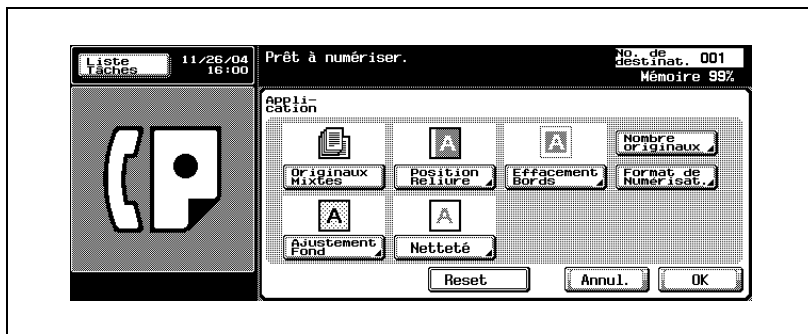 Liste
Tâches
11/26/04
16:00
Prêt à numériser.
No. de
destinat. 001
Mémoire 99%
Appli-
cation
Originaux
Mixtes
Position
Reliure
Effacement
Bords
Nombre
originaux
Format de
Numérisat.
Ajustement
Fond
Netteté
Reset
Annul.
OK